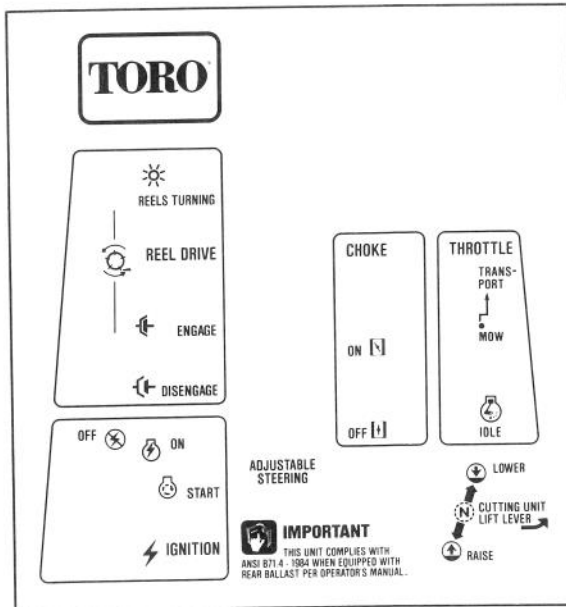 TORO
REELS TURNING
REEL DRIVE
ENGAGE
DISENGAGE
OFF
ON
START
IGNITION
CHOKE
ON
OFF
THROTTLE
TRANS-
PORT
MOW
IDLE
ADJUSTABLE
STEERING
LOWER
N
CUTTING UNIT
LIFT LEVER
RAISE
IMPORTANT
THIS UNIT COMPLIES WITH
ANSI B71.4 - 1984 WHEN EQUIPPED WITH
REAR BALLAST PER OPERATOR'S MANUAL.